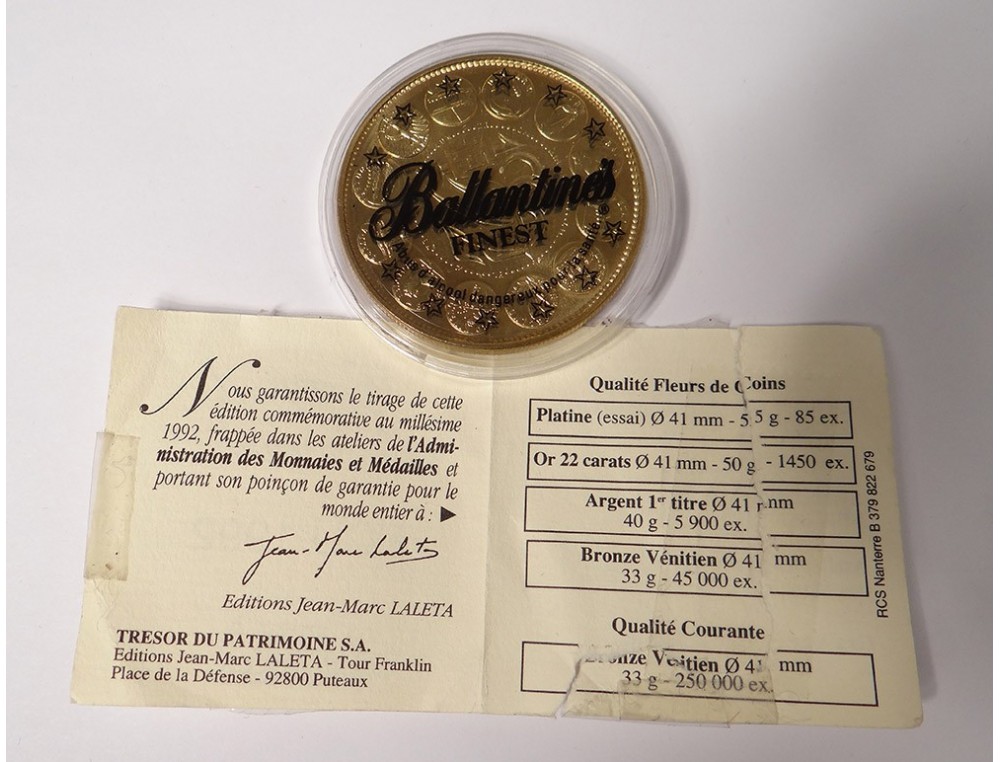 Ballantine's
FINEST
®
Abus d'alcool dangereux pour la santé
Nous garantissons le tirage de cette
édition commémorative au millésime
1992, frappée dans les ateliers de l'Admi-
nistration des Monnaies et Médailles et
portant son poinçon de garantie pour le
monde entier à : ▶
Jean-Marc Laleta
Editions Jean-Marc LALETA
TRESOR DU PATRIMOINE S.A.
Editions Jean-Marc LALETA - Tour Franklin
Place de la Défense - 92800 Puteaux
Qualité Fleurs de Coins
Platine (essai) Ø 41 mm - 55 g - 85 ex.
Or 22 carats Ø 41 mm - 50 g - 1450 ex.
Argent 1er titre Ø 41 mm
40 g - 5 900 ex.
Bronze Vénitien Ø 41 mm
33 g - 45 000 ex.
Qualité Courante
Bronze Vénitien Ø 41 mm
33 g - 250 000 ex.
RCS Nanterre B 379 822 679